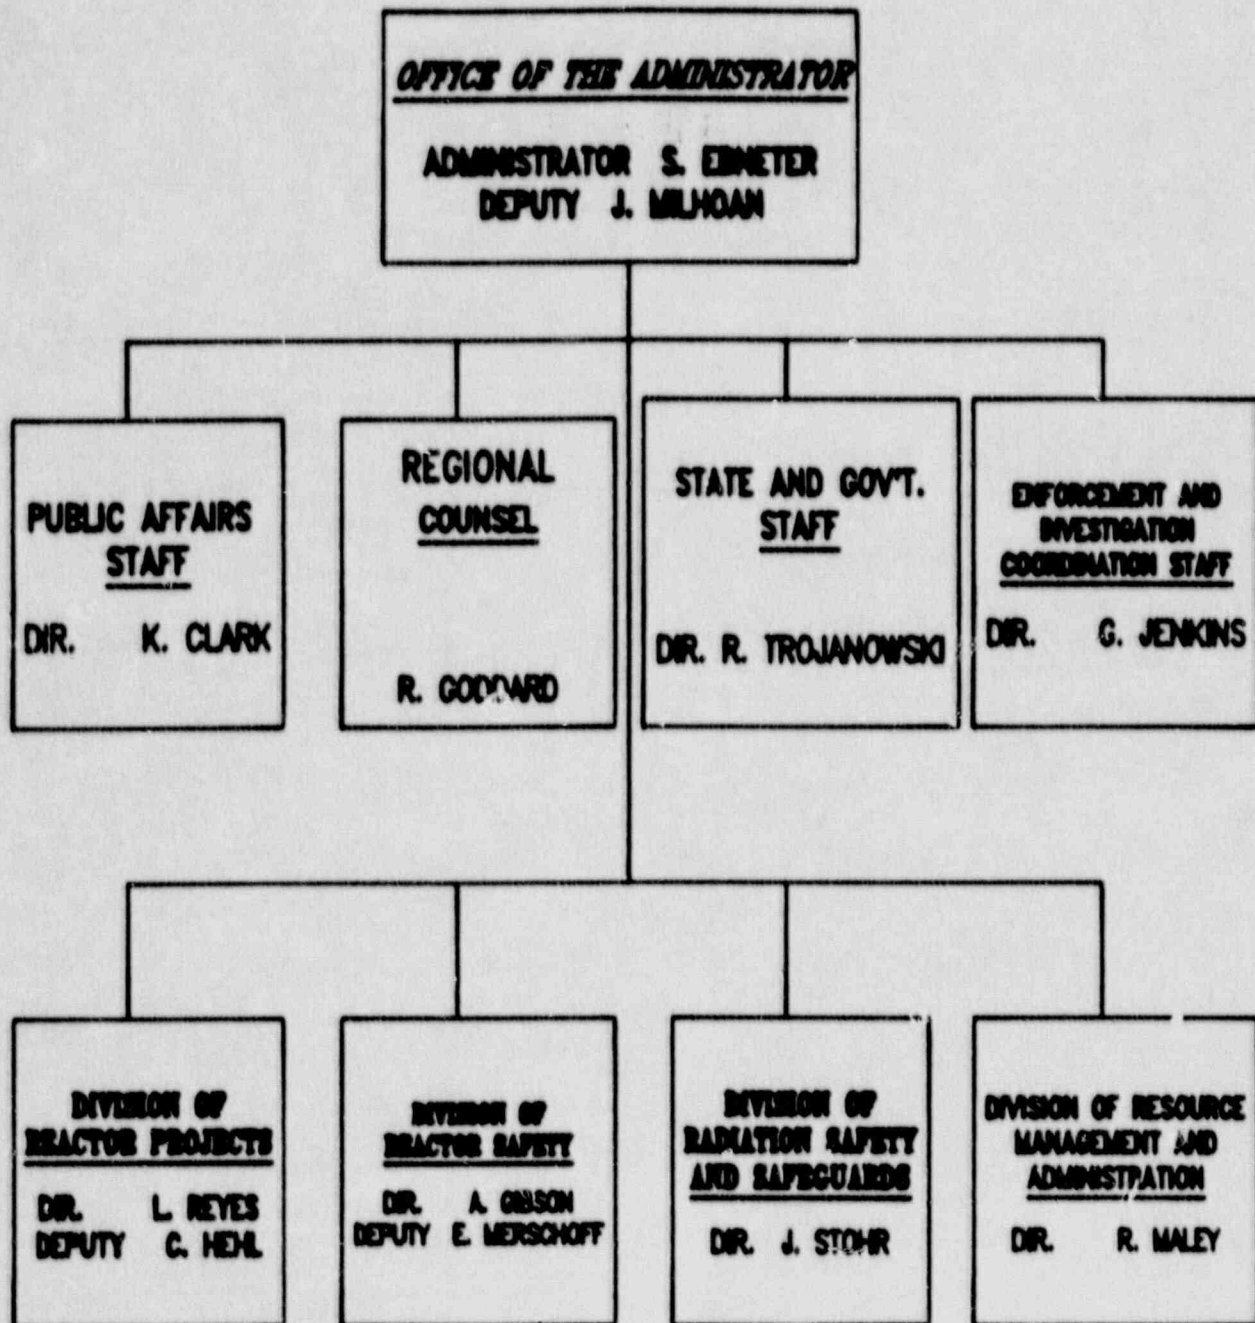 OFFICE OF THE ADMINISTRATOR
ADMINISTRATOR S. EBNETER
DEPUTY J. MILHOAN
PUBLIC AFFAIRS
STAFF
DIR. K. CLARK
REGIONAL
COUNSEL
R. GODDARD
STATE AND GOV'T.
STAFF
DIR. R. TROJANOWSKI
ENFORCEMENT AND
INVESTIGATION
COORDINATION STAFF
DIR. G. JENKINS
DIVISION OF
REACTOR PROJECTS
DIR. L. REYES
DEPUTY C. HEHL
DIVISION OF
REACTOR SAFETY
DIR. A. GIBSON
DEPUTY E. MERSCHOFF
DIVISION OF
RADIATION SAFETY
AND SAFEGUARDS
DIR. J. STOHR
DIVISION OF RESOURCE
MANAGEMENT AND
ADMINISTRATION
DIR. R. MALEY